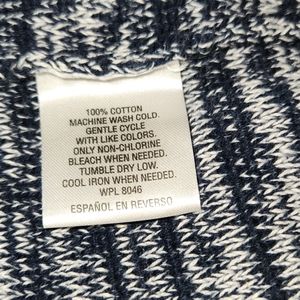 100% COTTON
MACHINE WASH COLD.
GENTLE CYCLE
WITH LIKE COLORS.
ONLY NON-CHLORINE
BLEACH WHEN NEEDED.
TUMBLE DRY LOW.
COOL IRON WHEN NEEDED.
WPL 8046
ESPAÑOL EN REVERSO